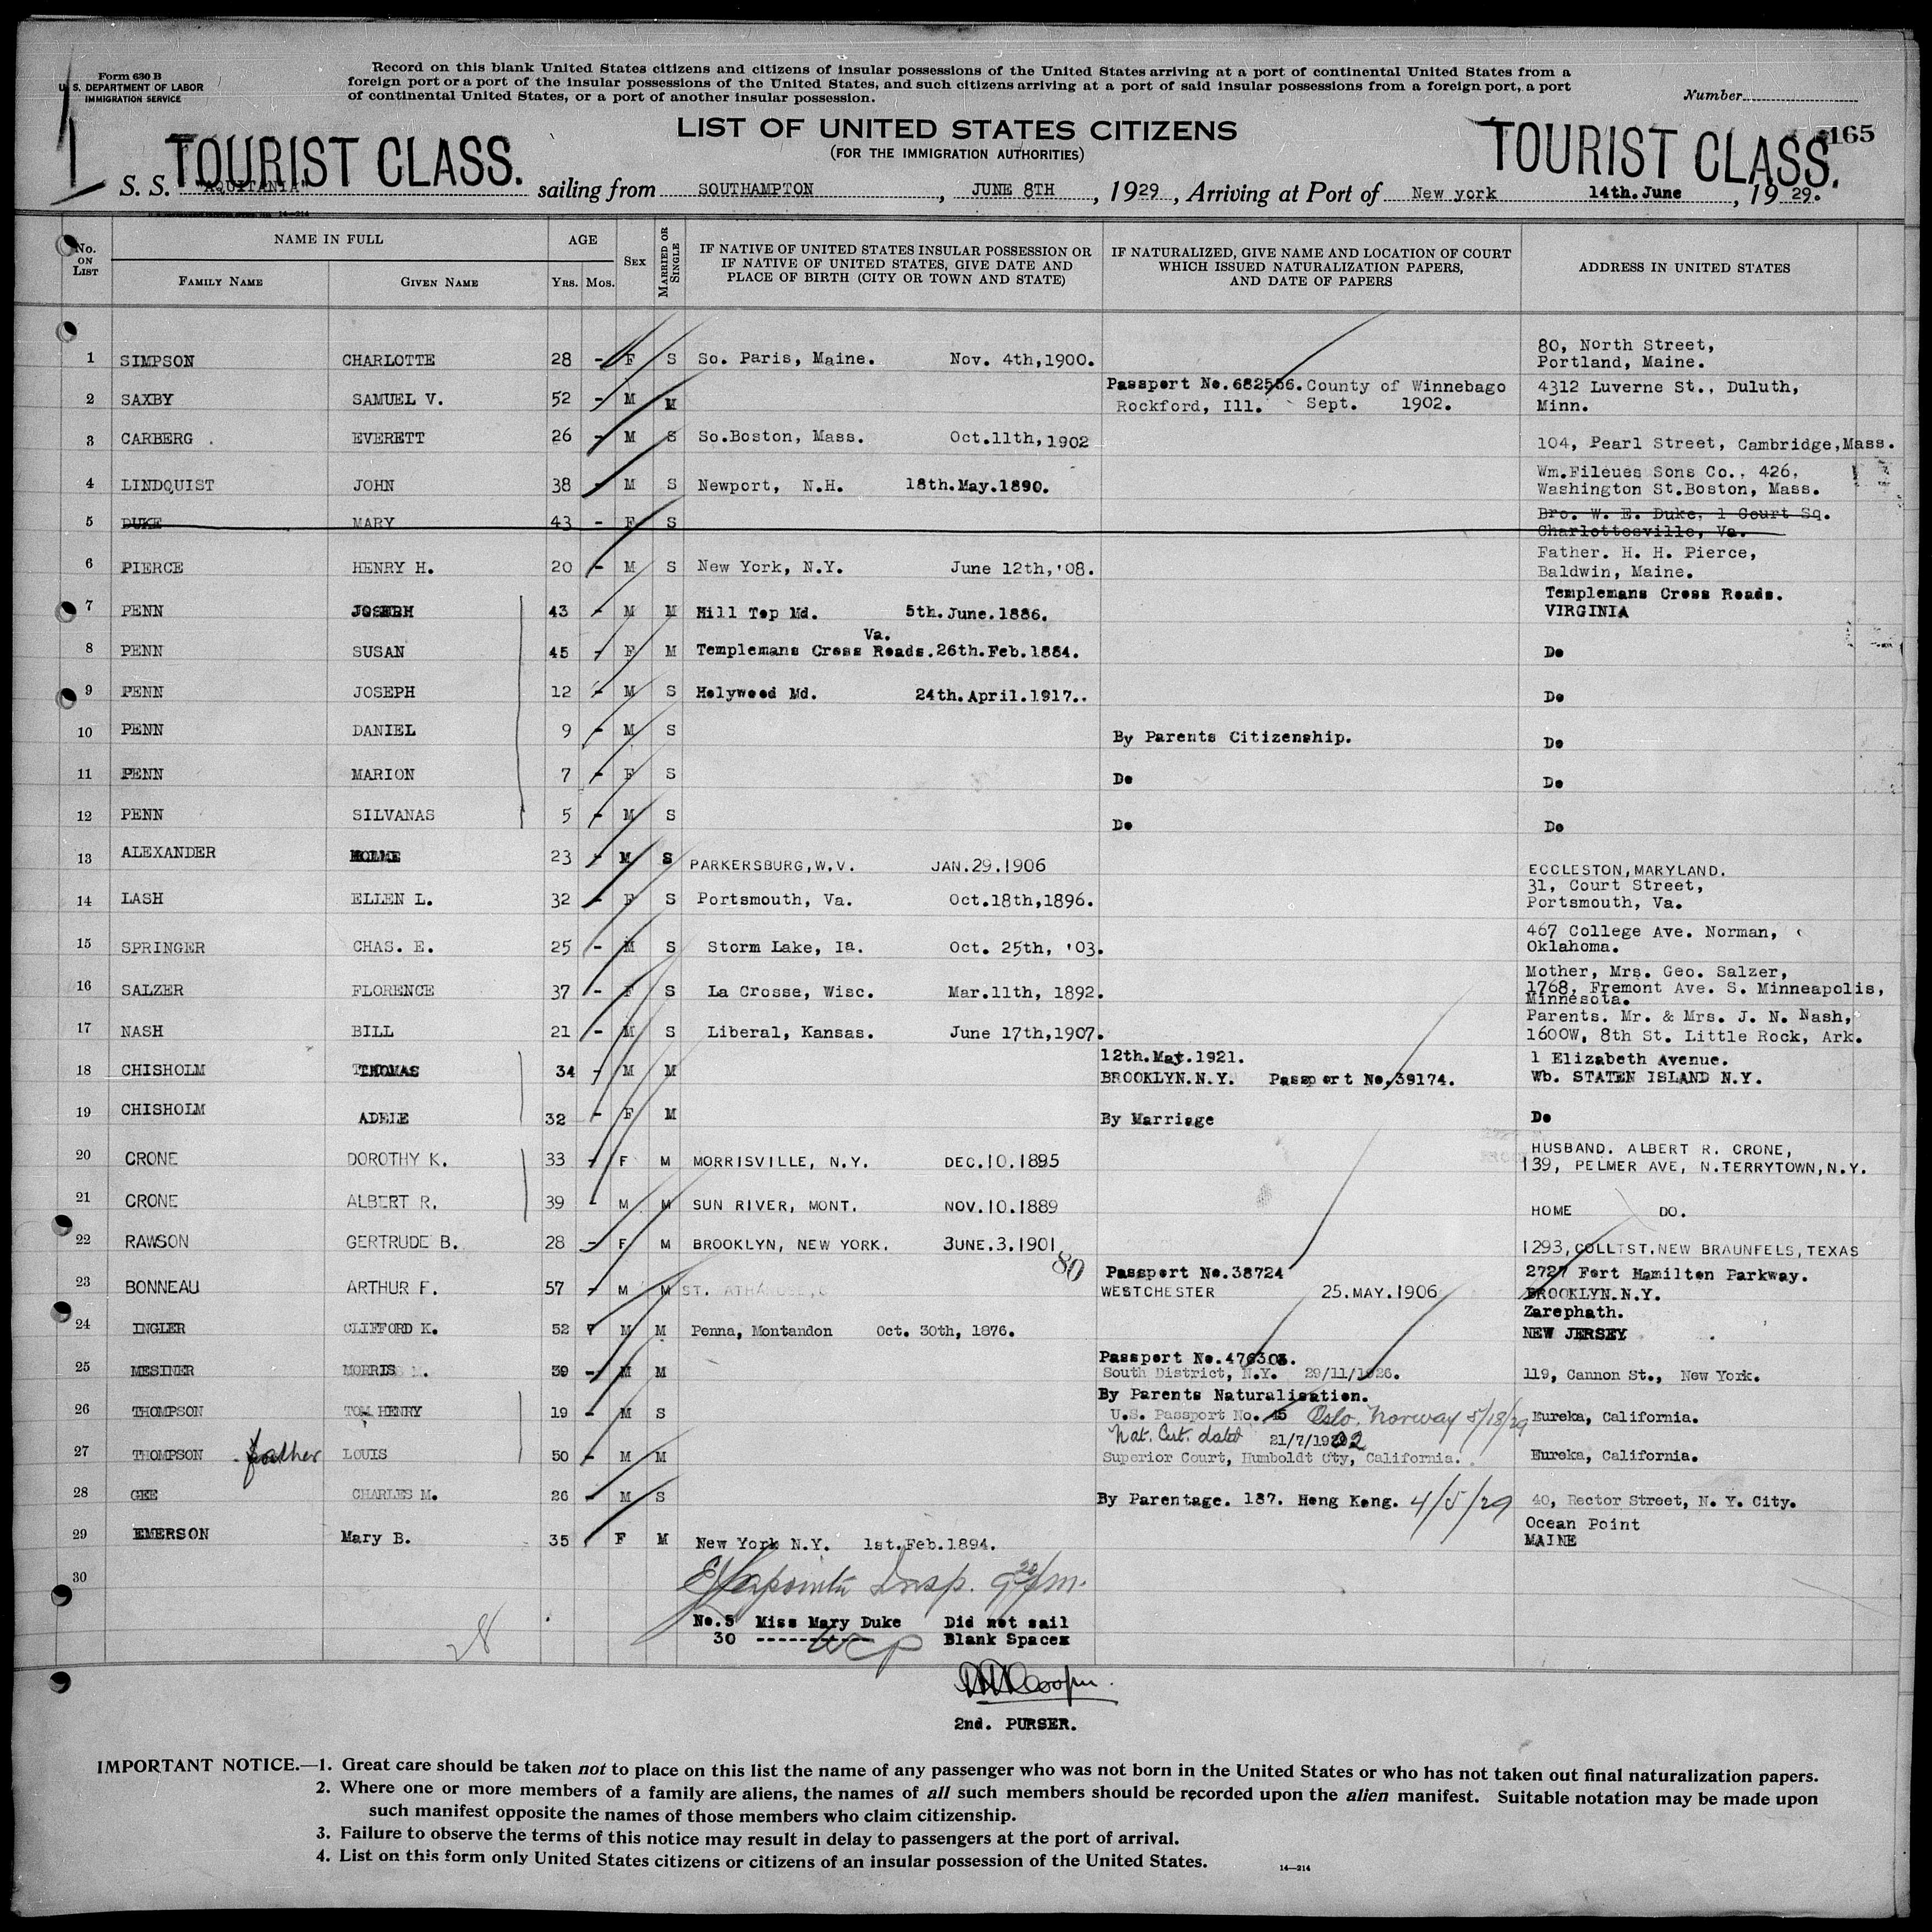 Form 630 B
U. S. DEPARTMENT OF LABOR
IMMIGRATION SERVICE
Record on this blank United States citizens and citizens of insular possessions of the United States arriving at a port of continental United States from a
foreign port or a port of the insular possessions of the United States, and such citizens arriving at a port of said insular possessions from a foreign port, a port
of continental United States, or a port of another insular possession.
Number
LIST OF UNITED STATES CITIZENS
(FOR THE IMMIGRATION AUTHORITIES)
TOURIST CLASS.
TOURIST CLASS.
165
S. S. "AQUITANIA" sailing from SOUTHAMPTON, JUNE 8TH, 1929, Arriving at Port of New york 14th.June, 1929.
14—214
No. ON LIST
NAME IN FULL
FAMILY NAME
GIVEN NAME
AGE
Yrs. Mos.
SEX
MARRIED OR SINGLE
IF NATIVE OF UNITED STATES INSULAR POSSESSION OR
IF NATIVE OF UNITED STATES, GIVE DATE AND
PLACE OF BIRTH (CITY OR TOWN AND STATE)
IF NATURALIZED, GIVE NAME AND LOCATION OF COURT
WHICH ISSUED NATURALIZATION PAPERS,
AND DATE OF PAPERS
ADDRESS IN UNITED STATES
1 SIMPSON CHARLOTTE 28 - F S So. Paris, Maine. Nov. 4th,1900. 80, North Street,
Portland, Maine.
2 SAXBY SAMUEL V. 52 - M M Passport No.682556. County of Winnebago
Rockford, Ill. Sept. 1902. 4312 Luverne St., Duluth,
Minn.
3 CARBERG . EVERETT 26 - M S So.Boston, Mass. Oct.11th,1902 104, Pearl Street, Cambridge,Mass.
4 LINDQUIST JOHN 38 - M S Newport, N.H. 18th.May.1890. Wm.Fileues Sons Co., 426,
Washington St.Boston, Mass.
5 DUKE MARY 43 - F S Bro. W. E. Duke, 1 Court Sq.
Charlottesville, Va.
6 PIERCE HENRY H. 20 - M S New York, N.Y. June 12th,'08. Father. H. H. Pierce,
Baldwin, Maine.
7 PENN JOSEPH 43 - M M Hill Top Md. 5th.June.1886. Templemans Cross Roads.
VIRGINIA
8 PENN SUSAN 45 - F M Templemans Cross Roads. Va. 26th.Feb.1884. Do
9 PENN JOSEPH 12 - M S Holywood Md. 24th.April.1917.. Do
10 PENN DANIEL 9 - M S By Parents Citizenship. Do
11 PENN MARION 7 - F S Do Do
12 PENN SILVANAS 5 - M S Do Do
13 ALEXANDER HOLME 23 - M S PARKERSBURG,W.V. JAN.29.1906 ECCLESTON,MARYLAND.
14 LASH ELLEN L. 32 - F S Portsmouth, Va. Oct.18th,1896. 31, Court Street,
Portsmouth, Va.
15 SPRINGER CHAS. E. 25 - M S Storm Lake, Ia. Oct. 25th, '03. 467 College Ave. Norman,
Oklahoma.
16 SALZER FLORENCE 37 - F S La Crosse, Wisc. Mar.11th, 1892. Mother, Mrs. Geo. Salzer,
1768, Fremont Ave. S. Minneapolis,
Minnesota.
17 NASH BILL 21 - M S Liberal, Kansas. June 17th,1907. Parents. Mr. & Mrs. J. N. Nash,
1600W, 8th St. Little Rock, Ark.
18 CHISHOLM THOMAS 34 - M M 12th.May.1921.
BROOKLYN.N.Y. Passport No.39174. 1 Elizabeth Avenue.
Wb. STATEN ISLAND N.Y.
19 CHISHOLM ADELE 32 - F M By Marriage Do
20 CRONE DOROTHY K. 33 - F M MORRISVILLE, N.Y. DEC.10.1895 HUSBAND. ALBERT R. CRONE,
139, PELMER AVE, N.TERRYTOWN,N.Y.
21 CRONE ALBERT R. 39 - M M SUN RIVER, MONT. NOV.10.1889 HOME DO.
22 RAWSON GERTRUDE B. 28 - F M BROOKLYN, NEW YORK. JUNE.3.1901 1293,COLLTST.NEW BRAUNFELS,TEXAS
80
23 BONNEAU ARTHUR F. 57 - M M ST. Passport No.38724
WESTCHESTER 25.MAY.1906 2727 Fort Hamilton Parkway.
BROOKLYN.N.Y.
24 INGLER CLIFFORD K. 52 M M Penna, Montandon Oct. 30th, 1876. Zarephath.
NEW JERSEY
25 MESINER MORRIS 39 - M M Passport No.476303.
South District, N.Y. 29/11/1926. 119, Cannon St., New York.
26 THOMPSON TOM HENRY 19 - M S By Parents Naturalisation.
U.S. Passport No. 45 Oslo, Norway 5/18/29 Eureka, California.
27 THOMPSON father LOUIS 50 - M M Nat. Cert. dated 21/7/1902
Superior Court, Humboldt Cty, California. Eureka, California.
28 GEE CHARLES M. 26 - M S By Parentage. 187. Hong Kong. 4/5/29 40, Rector Street, N. Y. City.
29 EMERSON Mary B. 35 F M New York N.Y. 1st.Feb.1894. Ocean Point
MAINE
30
Insp.
No.5 Miss Mary Duke Did not sail
30 ---------- Blank Spaces
WCP
28
Cooper.
2nd. PURSER.
IMPORTANT NOTICE.—1. Great care should be taken not to place on this list the name of any passenger who was not born in the United States or who has not taken out final naturalization papers.
2. Where one or more members of a family are aliens, the names of all such members should be recorded upon the alien manifest. Suitable notation may be made upon
such manifest opposite the names of those members who claim citizenship.
3. Failure to observe the terms of this notice may result in delay to passengers at the port of arrival.
4. List on this form only United States citizens or citizens of an insular possession of the United States.
14—214